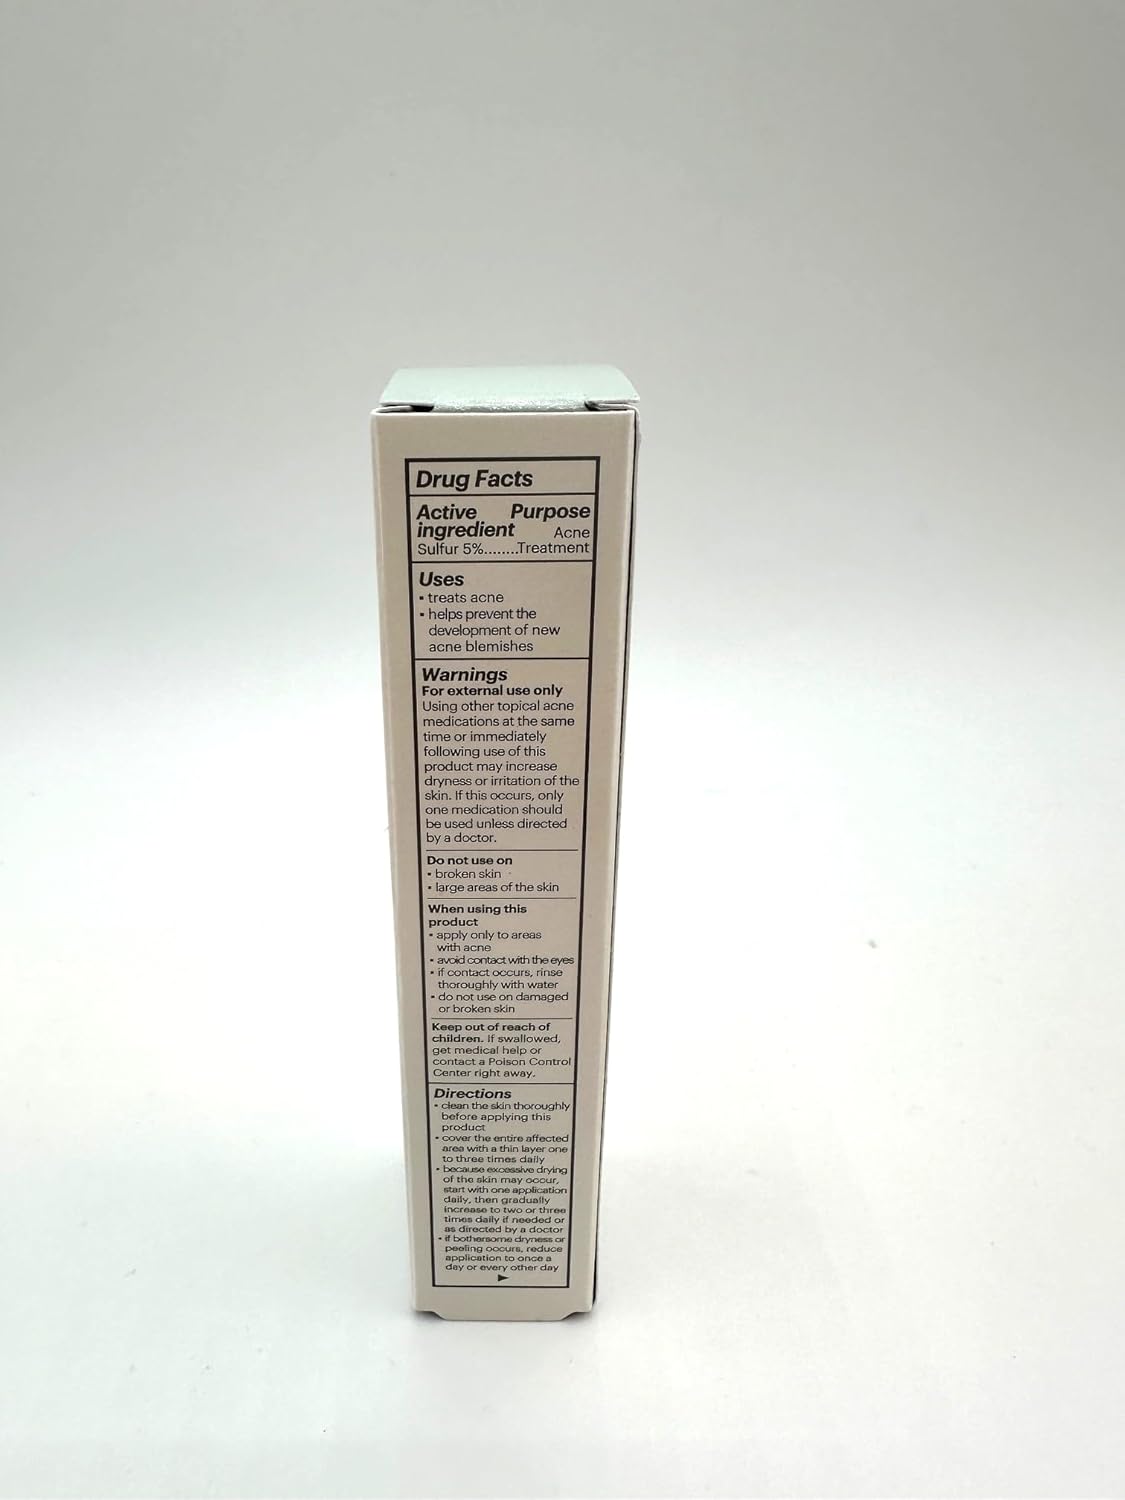 Drug Facts
Active Purpose
ingredient Acne
Sulfur 5%........Treatment
Uses
▪ treats acne
▪ helps prevent the
development of new
acne blemishes
Warnings
For external use only
Using other topical acne
medications at the same
time or immediately
following use of this
product may increase
dryness or irritation of the
skin. If this occurs, only
one medication should
be used unless directed
by a doctor.
Do not use on
▪ broken skin
▪ large areas of the skin
When using this
product
▪ apply only to areas
with acne
▪ avoid contact with the eyes
▪ if contact occurs, rinse
thoroughly with water
▪ do not use on damaged
or broken skin
Keep out of reach of
children. If swallowed,
get medical help or
contact a Poison Control
Center right away.
Directions
▪ clean the skin thoroughly
before applying this
product
▪ cover the entire affected
area with a thin layer one
to three times daily
▪ because excessive drying
of the skin may occur,
start with one application
daily, then gradually
increase to two or three
times daily if needed or
as directed by a doctor
▪ if bothersome dryness or
peeling occurs, reduce
application to once a
day or every other day